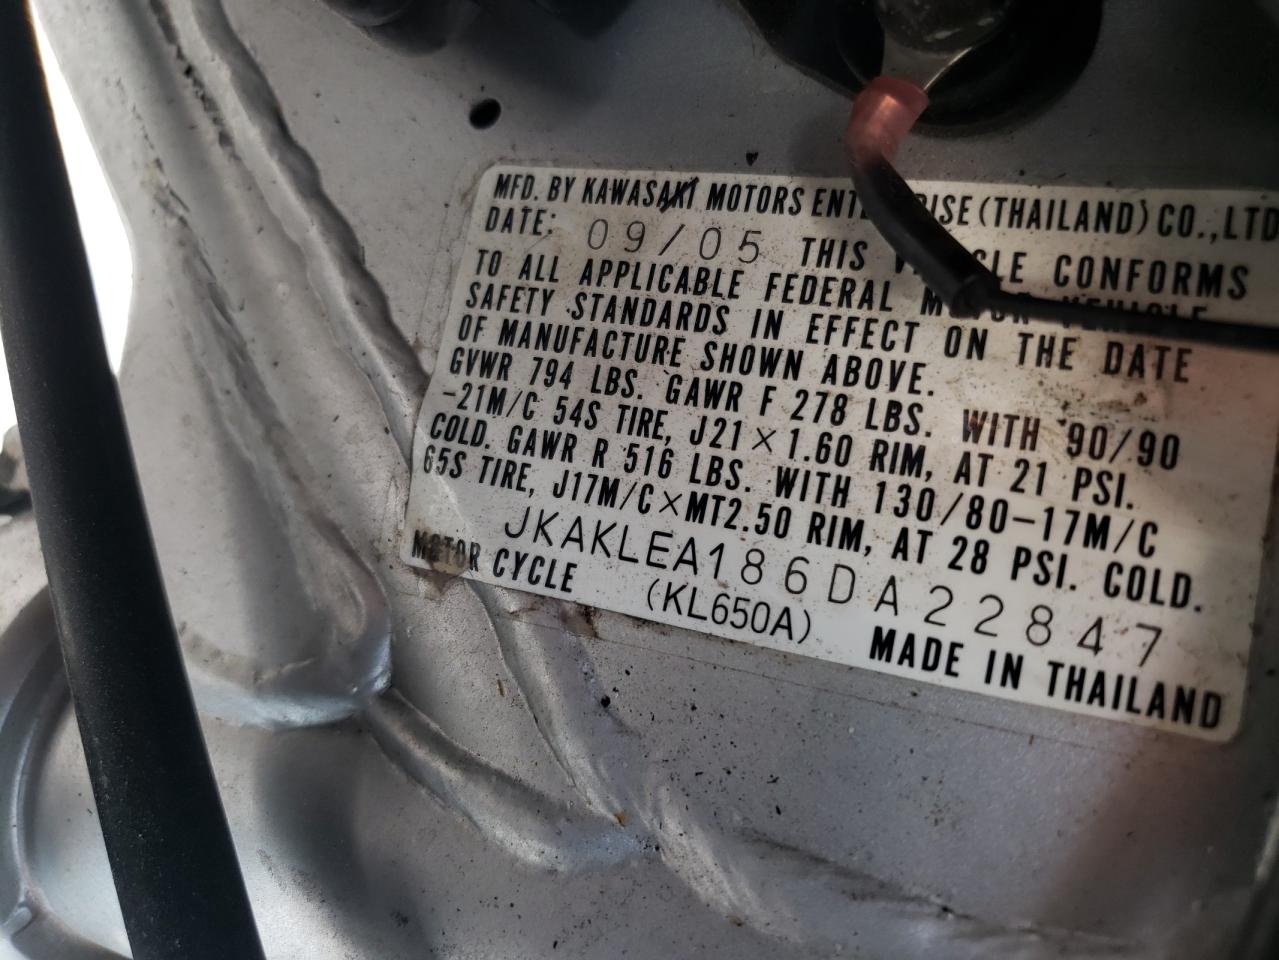 MFD. BY KAWASAKI MOTORS (THAILAND) CO., LTD
DATE: 09/05 THIS CONFORMS
TO ALL APPLICABLE FEDERAL MOTOR VEHICLE
SAFETY STANDARDS IN EFFECT ON THE DATE
OF MANUFACTURE SHOWN ABOVE.
GVWR 794 LBS. GAWR F 278 LBS. WITH 90/90
-21M/C 54S TIRE, J21×1.60 RIM, AT 21 PSI.
COLD. GAWR R 516 LBS. WITH 130/80-17M/C
65S TIRE, J17M/C×MT2.50 RIM, AT 28 PSI. COLD.
JKAKLEA186DA22847
MOTOR CYCLE (KL650A) MADE IN THAILAND